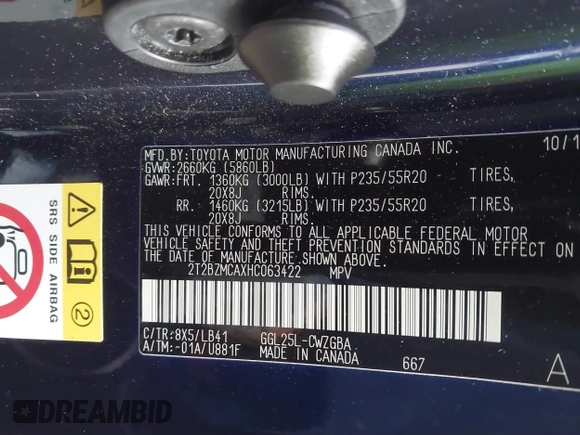 MFD.BY:TOYOTA MOTOR MANUFACTURING CANADA INC. 10/1
GVWR:2660KG (5860LB)
GAWR:FRT. 1360KG (3000LB) WITH P235/55R20 TIRES,
20X8J RIMS.
RR. 1460KG (3215LB) WITH P235/55R20 TIRES,
20X8J RIMS.
THIS VEHICLE CONFORMS TO ALL APPLICABLE FEDERAL MOTOR
VEHICLE SAFETY AND THEFT PREVENTION STANDARDS IN EFFECT ON
THE DATE OF MANUFACTURE SHOWN ABOVE.
2T2BZMCAXHC063422 MPV
C/TR:8X5/LB41 GGL25L-CWZGBA
A/TM:-01A/U881F MADE IN CANADA 667 A
SRS SIDE AIRBAG
2
DREAMBID